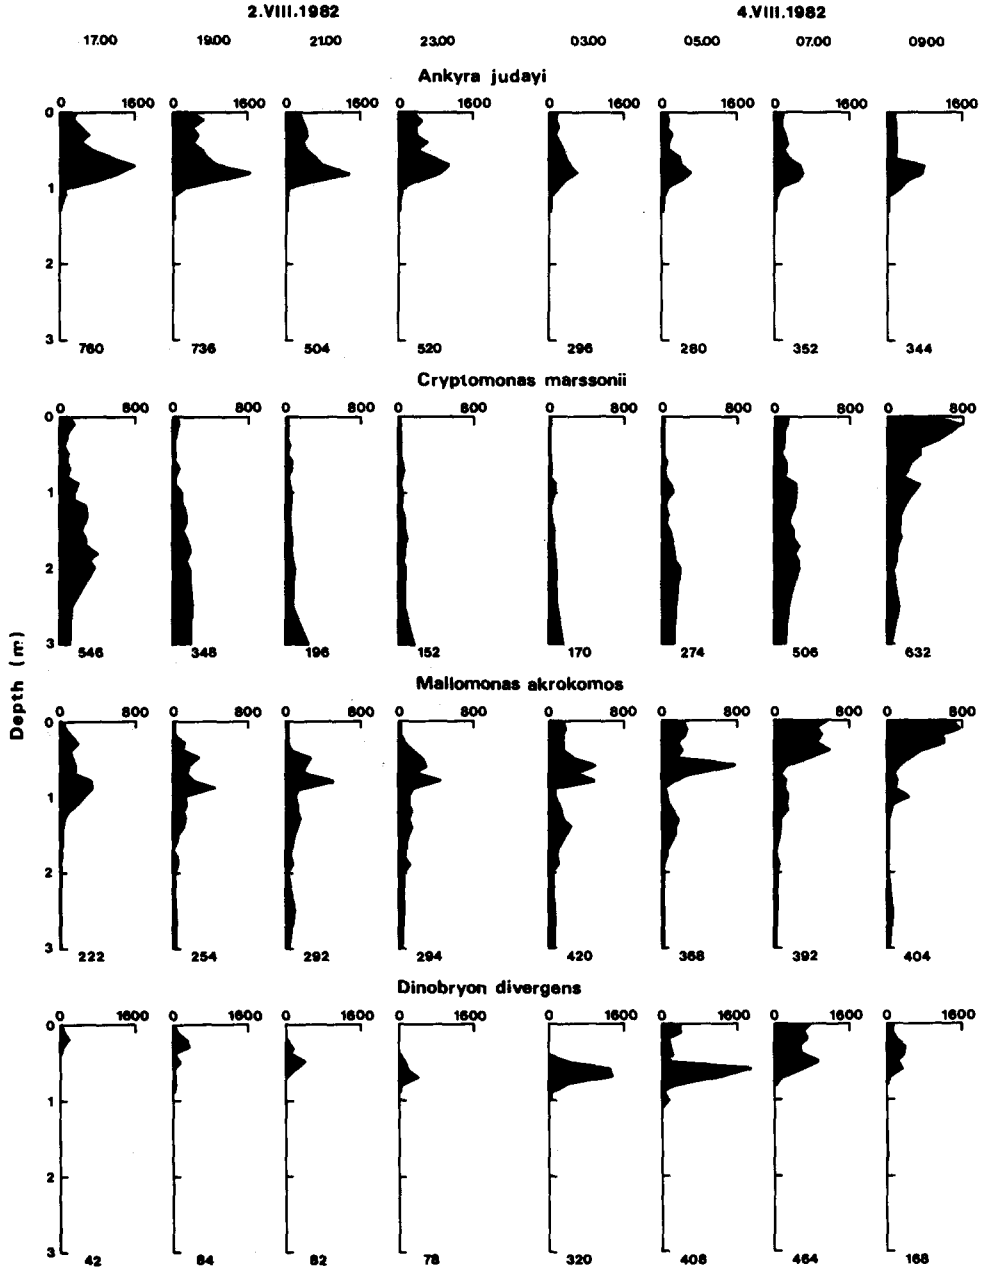 2.VIII.1982 4.VIII.1982
17.00 19.00 21.00 23.00 03.00 05.00 07.00 09.00
Ankyra judayi
0 1600 0 1600 0 1600 0 1600 0 1600 0 1600 0 1600 1600
0
1
2
3
760 736 504 520 296 280 352 344
Cryptomonas marssonii
0 800 0 800 0 800 0 800 0 800 0 800 0 800 0 800
0
1
2
3
546 348 196 152 170 274 506 632
Depth (m)
Mallomonas akrokomos
0 800 0 800 0 800 0 800 0 800 0 800 0 800 0 800
0
1
2
3
222 254 292 294 420 368 392 404
Dinobryon divergens
0 1600 0 1600 0 1600 0 1600 0 1600 0 1600 0 1600 0 1600
0
1
2
3
42 84 82 78 320 408 464 168